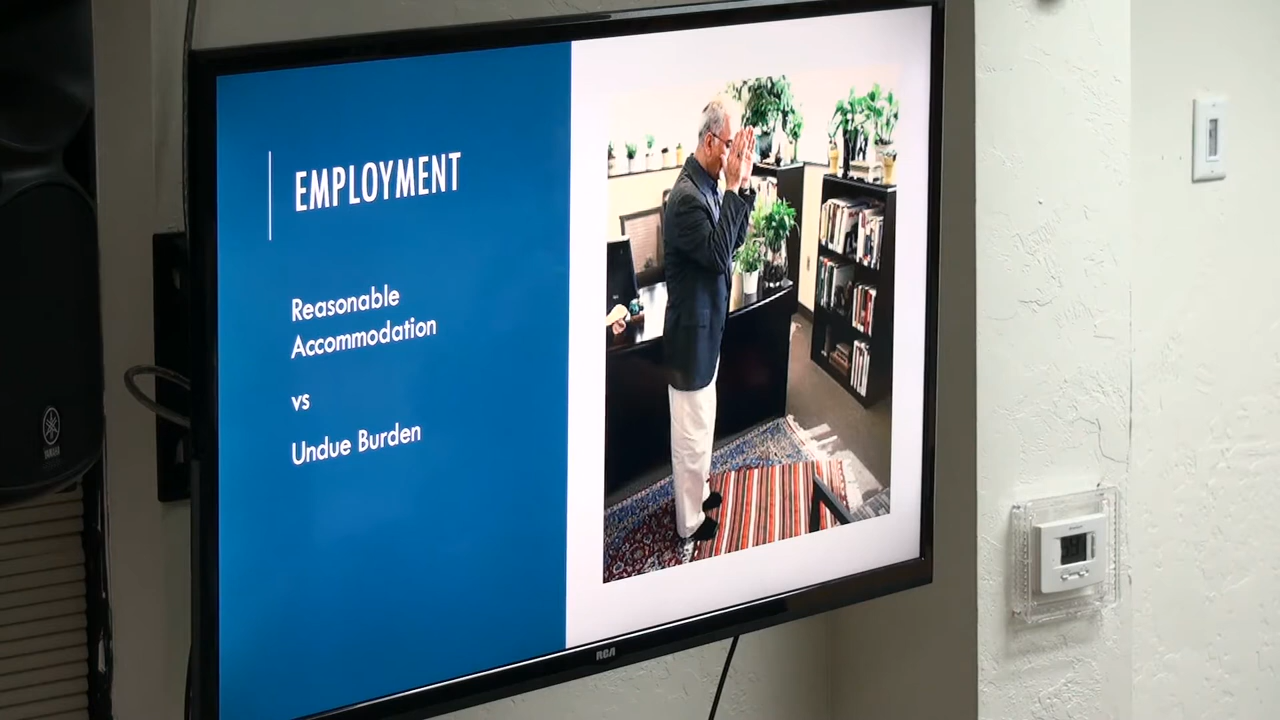 EMPLOYMENT
Reasonable
Accommodation
vs
Undue Burden
RCA
YAMAHA